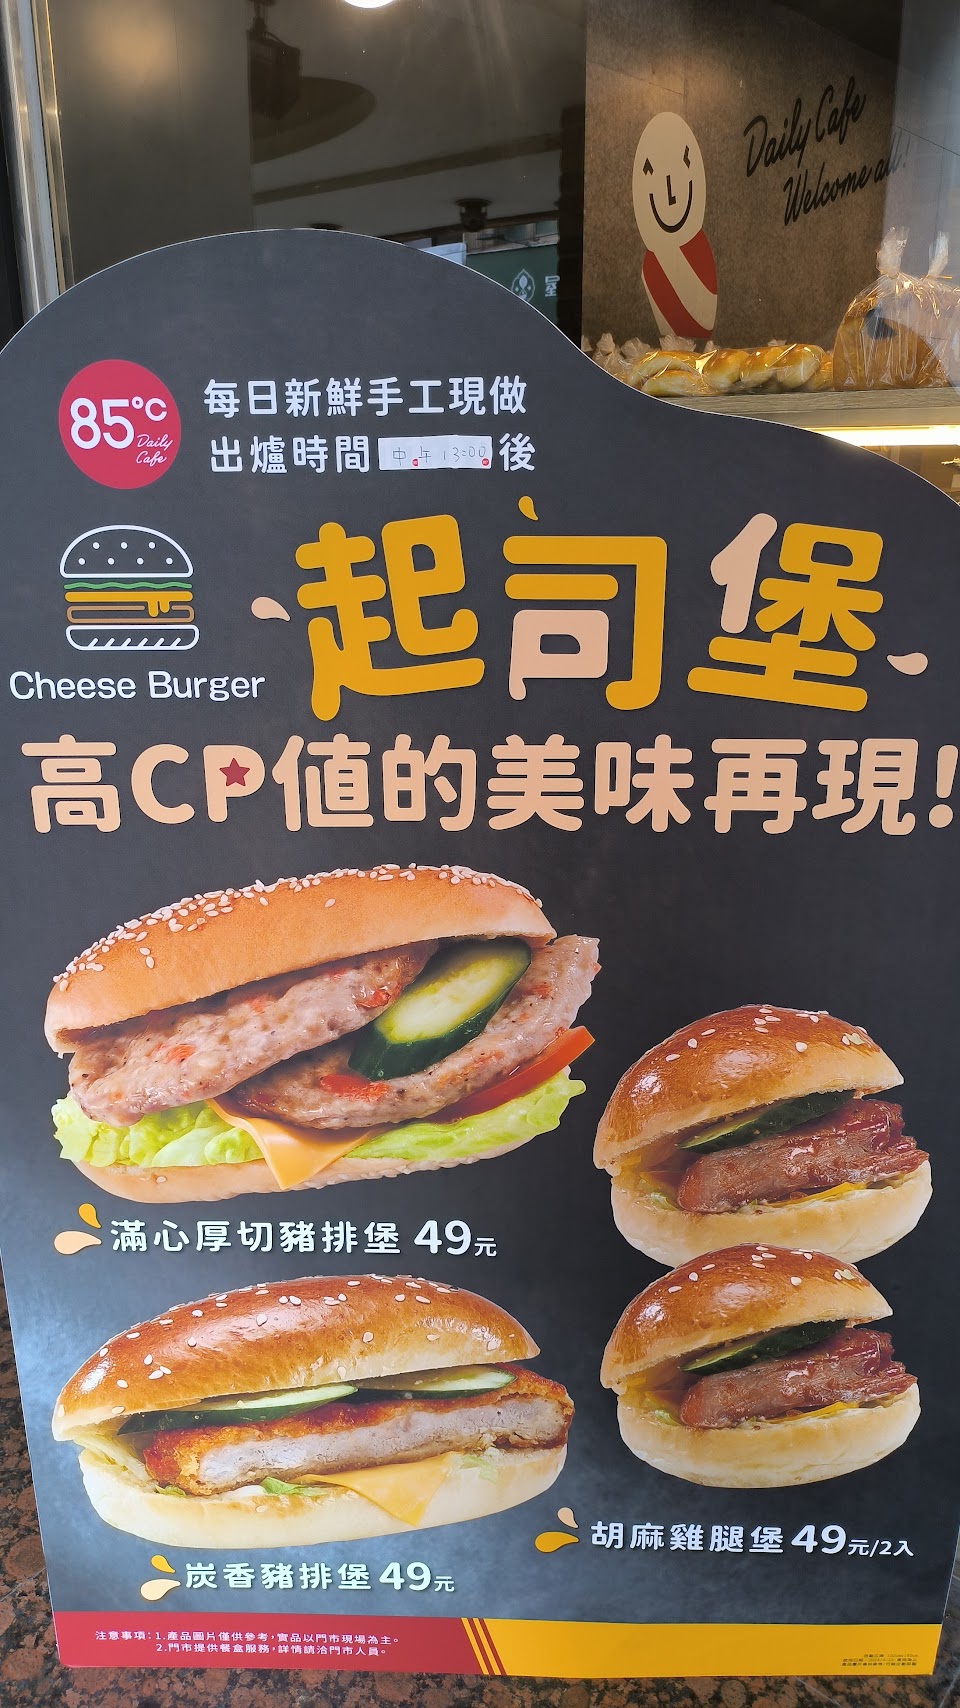 Daily Cafe
Welcome all!
85°C
Daily
Cafe
每日新鮮手工現做
出爐時間 中午 13:00 後
Cheese Burger
起司堡
高CP値的美味再現!
滿心厚切豬排堡 49元
炭香豬排堡 49元
胡麻雞腿堡 49元/2入
注意事項:1.產品圖片僅供參考,實品以門市現場為主。
2.門市提供餐盒服務,詳情請洽門市人員。